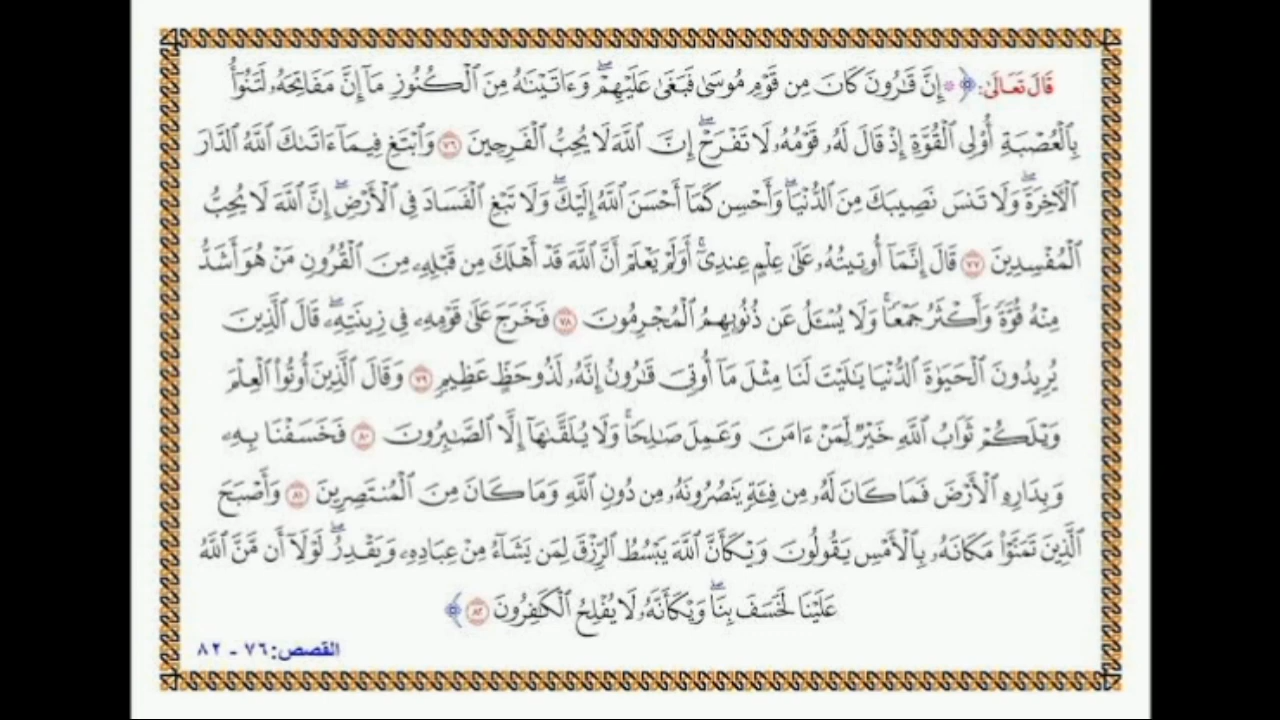 قَالَ تَعَالَىٰ: ﴿ ۞ إِنَّ قَٰرُونَ كَانَ مِن قَوْمِ مُوسَىٰ فَبَغَىٰ عَلَيْهِمْ ۖ وَءَاتَيْنَٰهُ مِنَ ٱلْكُنُوزِ مَآ إِنَّ مَفَاتِحَهُۥ لَتَنُوٓأُ
بِٱلْعُصْبَةِ أُو۟لِى ٱلْقُوَّةِ إِذْ قَالَ لَهُۥ قَوْمُهُۥ لَا تَفْرَحْ ۖ إِنَّ ٱللَّهَ لَا يُحِبُّ ٱلْفَرِحِينَ ٧٦ وَٱبْتَغِ فِيمَآ ءَاتَىٰكَ ٱللَّهُ ٱلدَّارَ
ٱلْءَاخِرَةَ ۖ وَلَا تَنسَ نَصِيبَكَ مِنَ ٱلدُّنْيَا ۖ وَأَحْسِن كَمَآ أَحْسَنَ ٱللَّهُ إِلَيْكَ ۖ وَلَا تَبْغِ ٱلْفَسَادَ فِى ٱلْأَرْضِ ۖ إِنَّ ٱللَّهَ لَا يُحِبُّ
ٱلْمُفْسِدِينَ ٧٧ قَالَ إِنَّمَآ أُوتِيتُهُۥ عَلَىٰ عِلْمٍ عِندِىٓ ۚ أَوَلَمْ يَعْلَمْ أَنَّ ٱللَّهَ قَدْ أَهْلَكَ مِن قَبْلِهِۦ مِنَ ٱلْقُرُونِ مَنْ هُوَ أَشَدُّ
مِنْهُ قُوَّةً وَأَكْثَرُ جَمْعًا ۚ وَلَا يُسْـَٔلُ عَن ذُنُوبِهِمُ ٱلْمُجْرِمُونَ ٧٨ فَخَرَجَ عَلَىٰ قَوْمِهِۦ فِى زِينَتِهِۦ ۖ قَالَ ٱلَّذِينَ
يُرِيدُونَ ٱلْحَيَوٰةَ ٱلدُّنْيَا يَٰلَيْتَ لَنَا مِثْلَ مَآ أُوتِىَ قَٰرُونُ إِنَّهُۥ لَذُو حَظٍّ عَظِيمٍ ٧٩ وَقَالَ ٱلَّذِينَ أُوتُوا۟ ٱلْعِلْمَ
وَيْلَكُمْ ثَوَابُ ٱللَّهِ خَيْرٌ لِّمَنْ ءَامَنَ وَعَمِلَ صَٰلِحًا ۚ وَلَا يُلَقَّىٰهَآ إِلَّا ٱلصَّٰبِرُونَ ٨٠ فَخَسَفْنَا بِهِۦ
وَبِدَارِهِ ٱلْأَرْضَ فَمَا كَانَ لَهُۥ مِن فِئَةٍ يَنصُرُونَهُۥ مِن دُونِ ٱللَّهِ وَمَا كَانَ مِنَ ٱلْمُنتَصِرِينَ ٨١ وَأَصْبَحَ
ٱلَّذِينَ تَمَنَّوْا۟ مَكَانَهُۥ بِٱلْأَمْسِ يَقُولُونَ وَيْكَأَنَّ ٱللَّهَ يَبْسُطُ ٱلرِّزْقَ لِمَن يَشَآءُ مِنْ عِبَادِهِۦ وَيَقْدِرُ ۖ لَوْلَآ أَن مَّنَّ ٱللَّهُ
عَلَيْنَا لَخَسَفَ بِنَا ۖ وَيْكَأَنَّهُۥ لَا يُفْلِحُ ٱلْكَٰفِرُونَ ٨٢ ﴾
القصص: ٧٦ - ٨٢